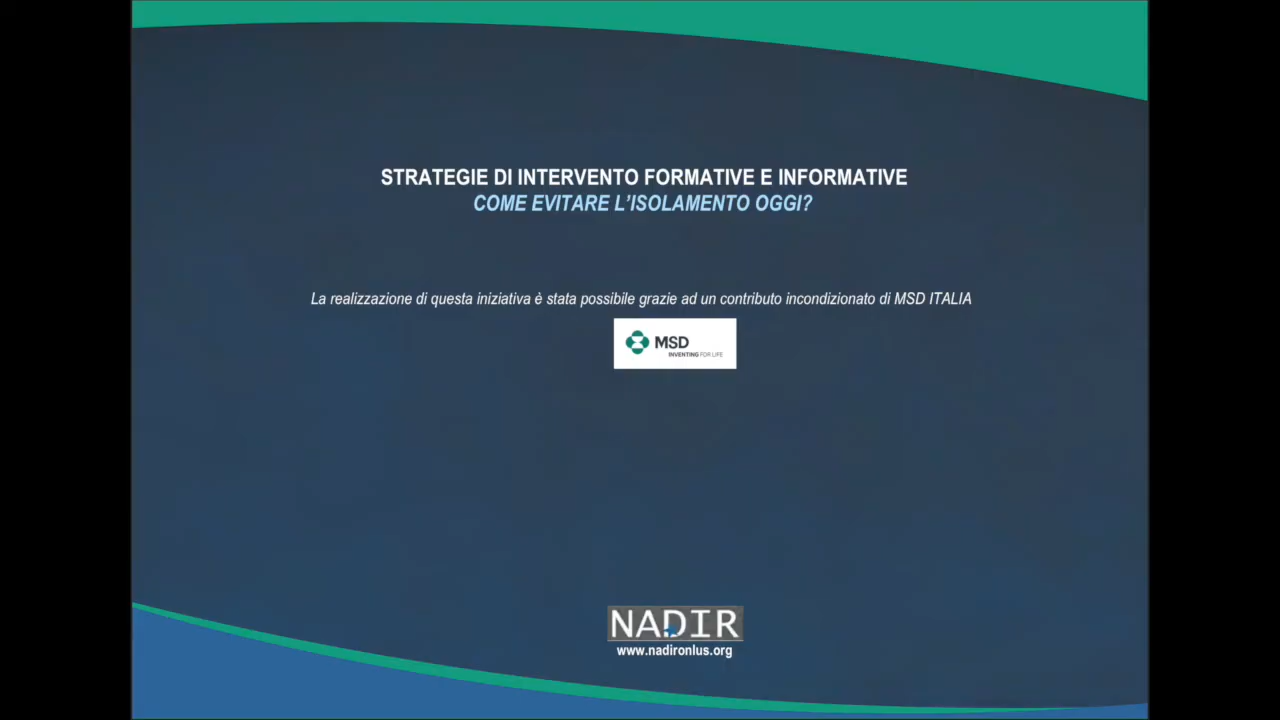 STRATEGIE DI INTERVENTO FORMATIVE E INFORMATIVE
COME EVITARE L'ISOLAMENTO OGGI?
La realizzazione di questa iniziativa è stata possibile grazie ad un contributo incondizionato di MSD ITALIA
MSD
INVENTING FOR LIFE
NADIR
www.nadironlus.org